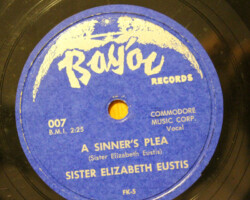 Bayou
RECORDS
007
B.M.I. 2:25
COMMODORE
MUSIC CORP.
Vocal
A SINNER'S PLEA
(Sister Elizabeth Eustis)
SISTER ELIZABETH EUSTIS
FK-5